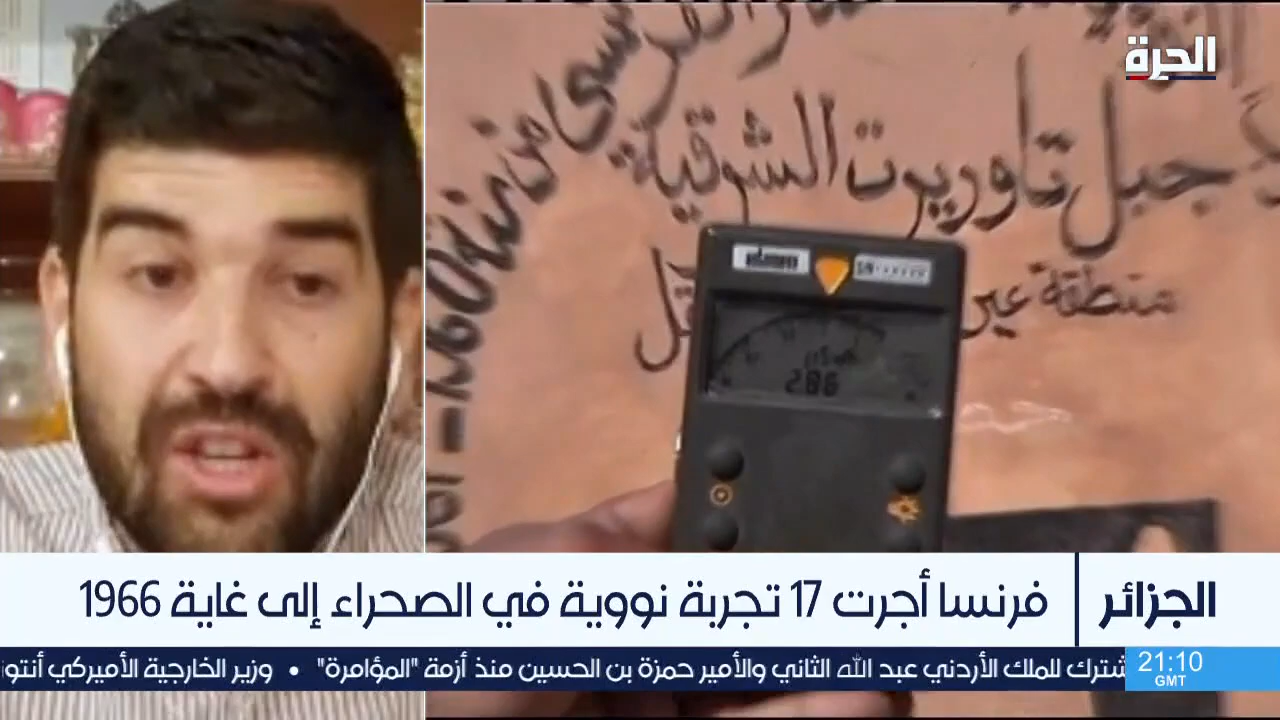 الحرة
جبل تاوريرت الشرقية
منطقة عين
286
الجزائر
فرنسا أجرت 17 تجربة نووية في الصحراء إلى غاية 1966
شترك للملك الأردني عبد الله الثاني والأمير حمزة بن الحسين منذ أزمة "المؤامرة" • وزير الخارجية الأميركي
21:10
GMT